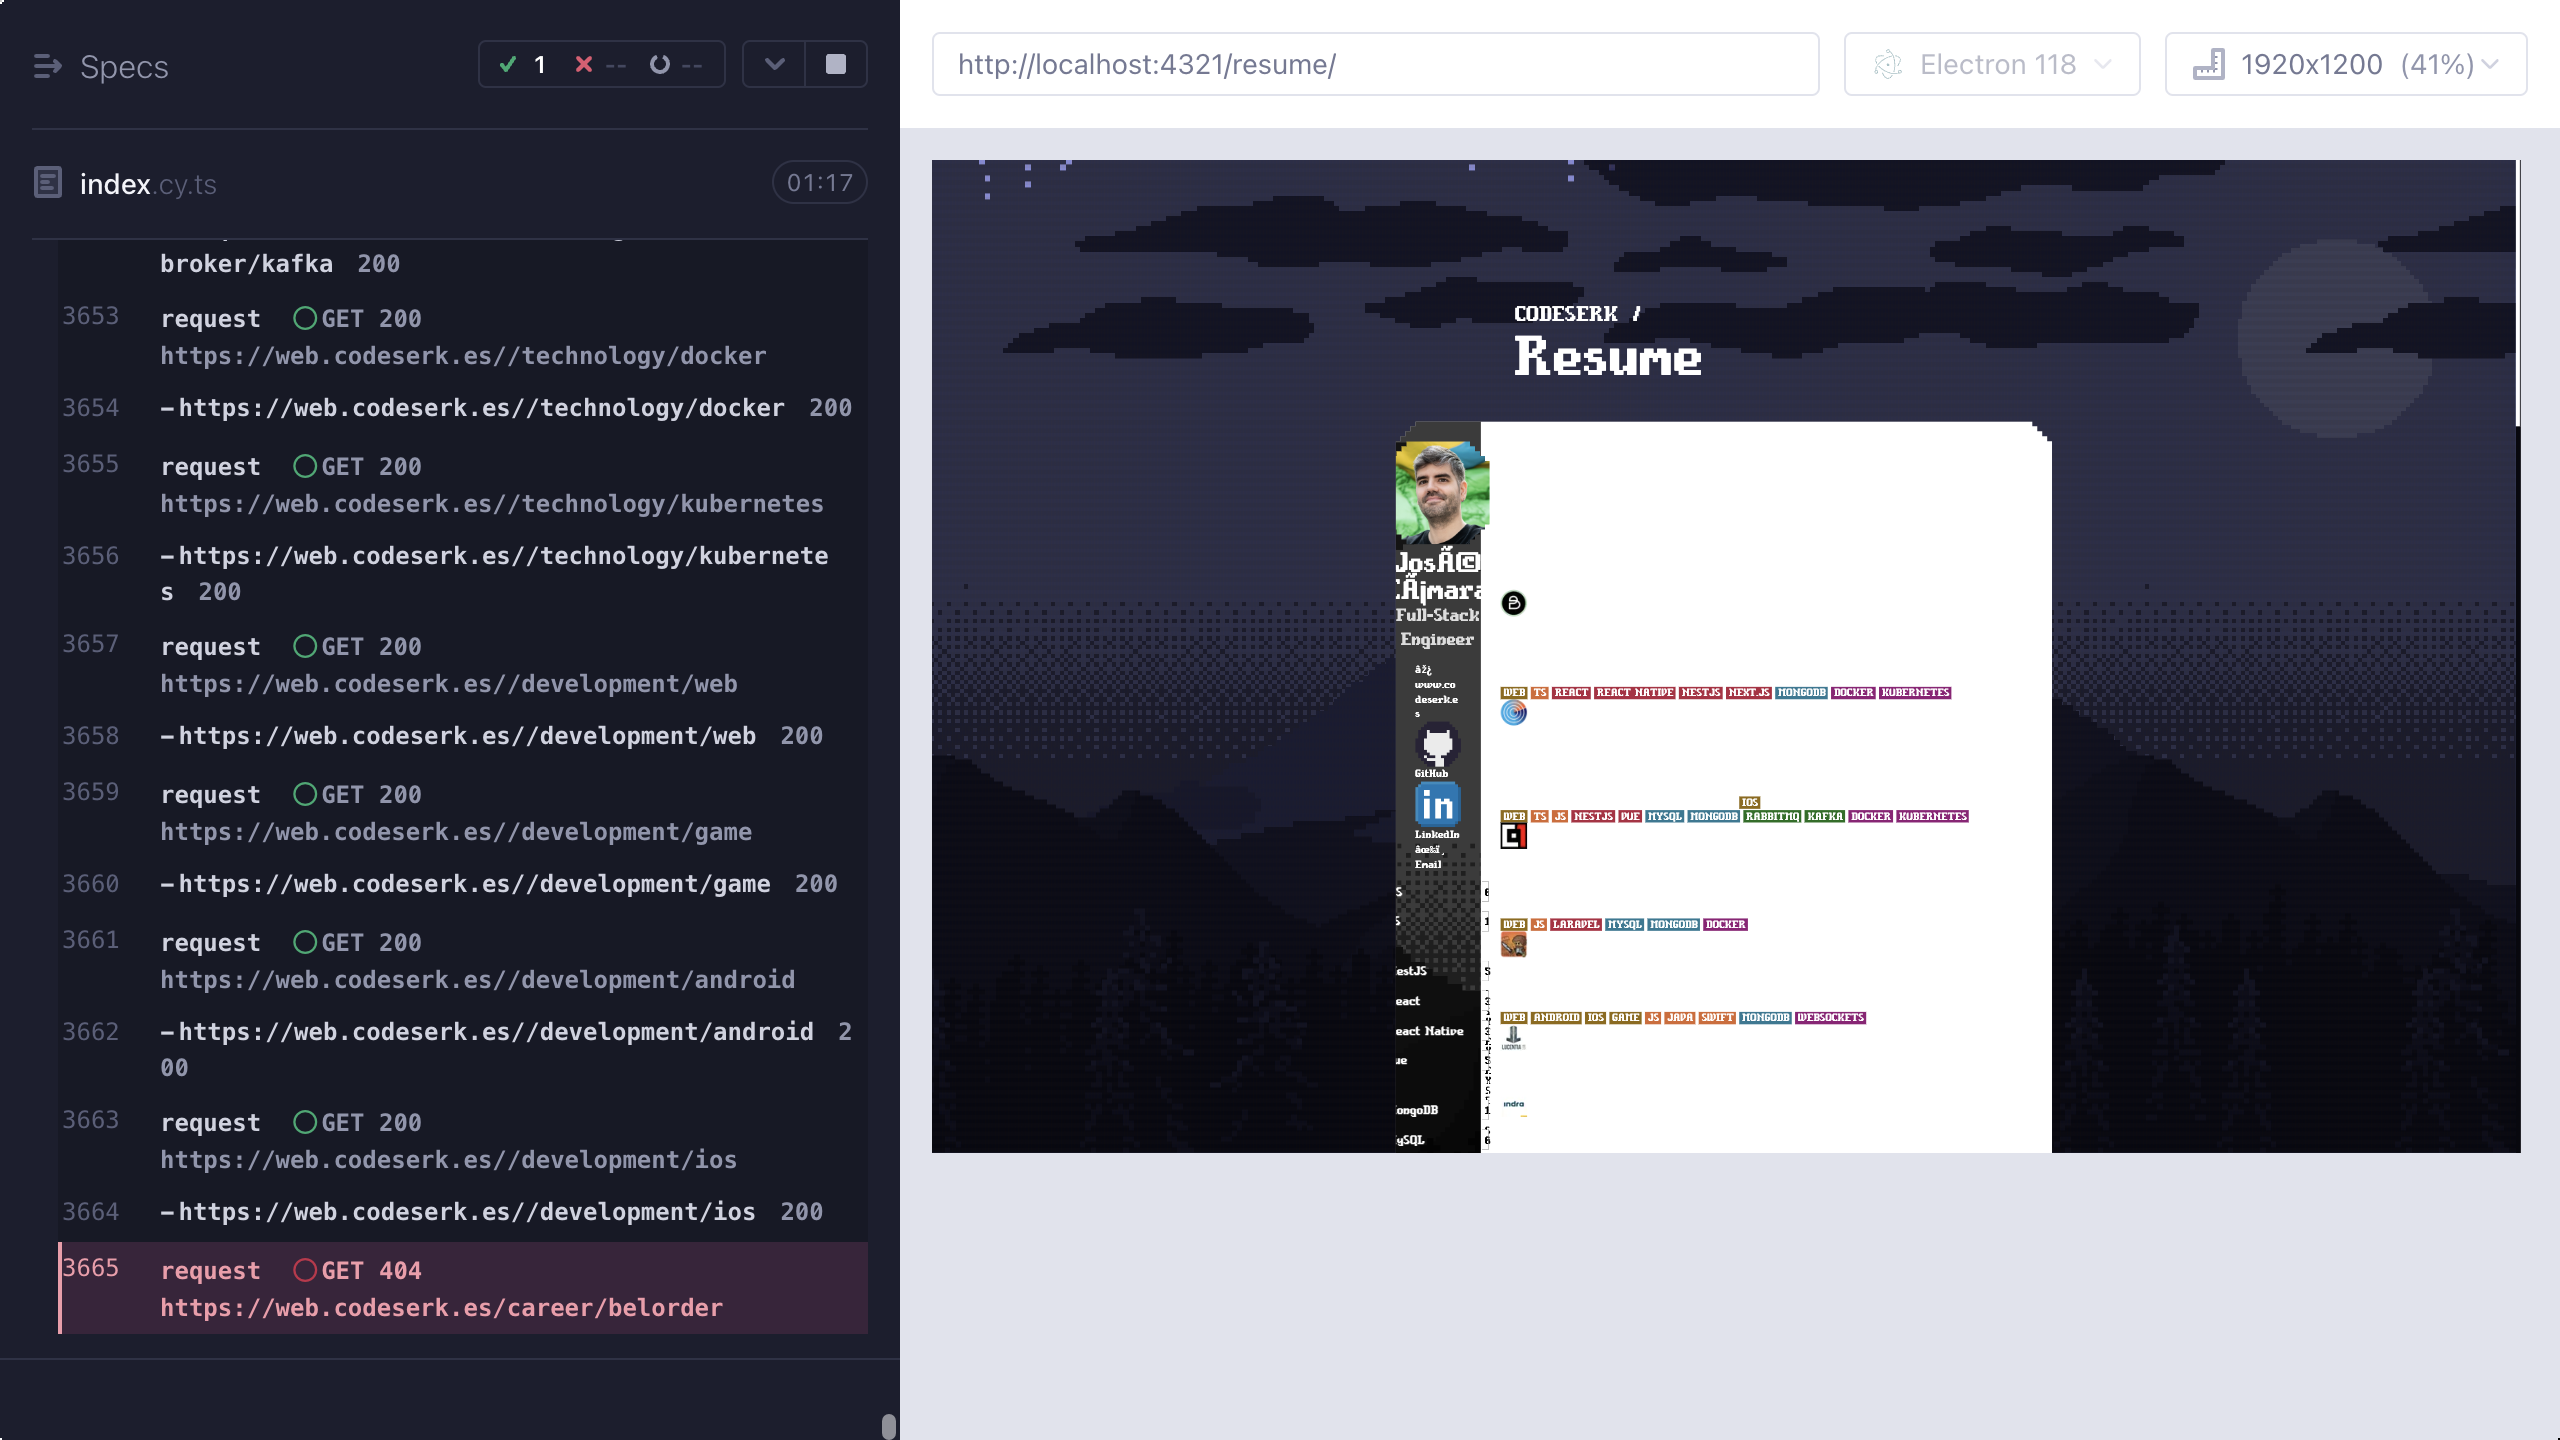 Specs
1 -- --
index.cy.ts
01:17
broker/kafka 200
3653 request GET 200
https://web.codeserk.es//technology/docker
3654 –https://web.codeserk.es//technology/docker 200
3655 request GET 200
https://web.codeserk.es//technology/kubernetes
3656 –https://web.codeserk.es//technology/kubernete
s 200
3657 request GET 200
https://web.codeserk.es//development/web
3658 –https://web.codeserk.es//development/web 200
3659 request GET 200
https://web.codeserk.es//development/game
3660 –https://web.codeserk.es//development/game 200
3661 request GET 200
https://web.codeserk.es//development/android
3662 –https://web.codeserk.es//development/android 2
00
3663 request GET 200
https://web.codeserk.es//development/ios
3664 –https://web.codeserk.es//development/ios 200
3665 request GET 404
https://web.codeserk.es/career/belorder
http://localhost:4321/resume/
Electron 118
1920x1200 (41%)
CODESERK /
Resume
JosÃ©
Full-Stack
Engineer
www.co
deserk.e
s
GitHub
in
LinkedIn
Email
estJS
eact
eact Native
ue
ongoDB
ySQL
WEB TS REACT REACT NATIVE NESTJS NEXT.JS MONGODB DOCKER KUBERNETES
IOS
WEB TS JS NESTJS VUE MYSQL MONGODB RABBITMQ KAFKA DOCKER KUBERNETES
WEB JS LARAVEL MYSQL MONGODB DOCKER
WEB ANDROID IOS GAME JS JAVA SWIFT MONGODB WEBSOCKETS
LUCENTIA
indra